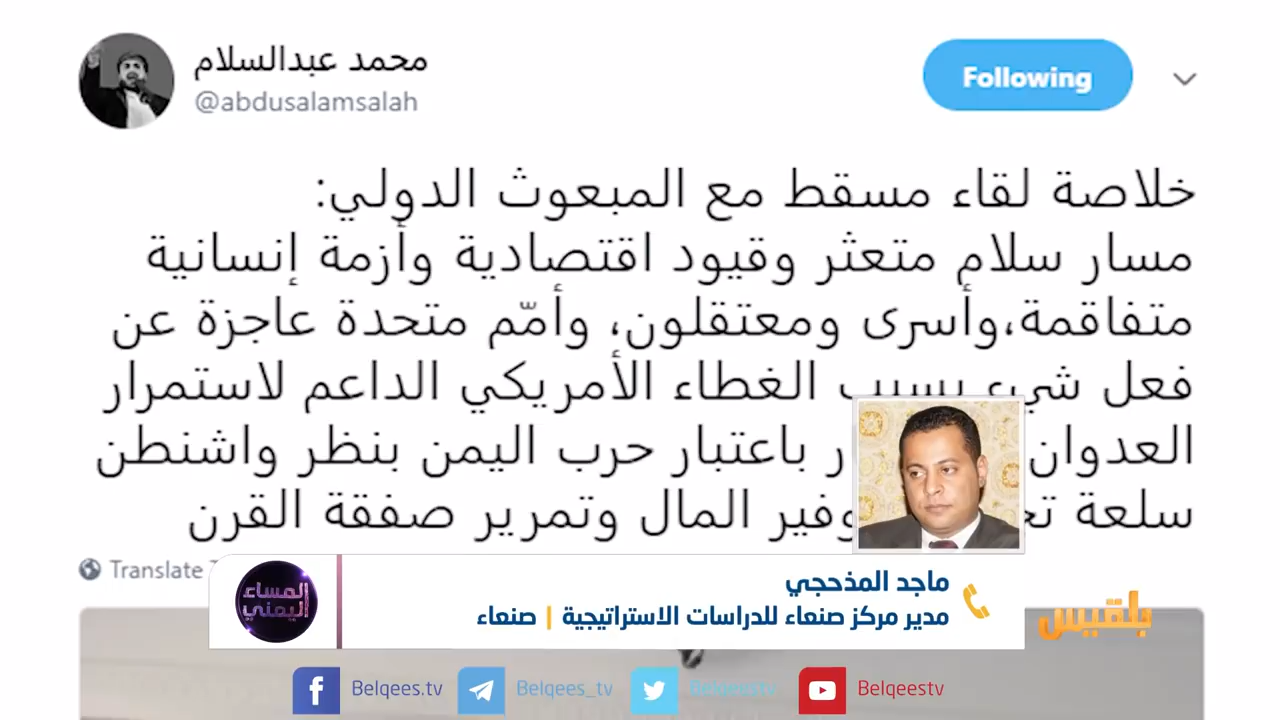 محمد عبدالسلام
@abdusalamsalah
Following
خلاصة لقاء مسقط مع المبعوث الدولي:
مسار سلام متعثر وقيود اقتصادية وأزمة إنسانية
متفاقمة،وأسرى ومعتقلون، وأمّم متحدة عاجزة عن
فعل شيء بسبب الغطاء الأمريكي الداعم لاستمرار
العدوان باعتبار حرب اليمن بنظر واشنطن
سلعة المال وتمرير صفقة القرن
Translate
المساء اليمني
ماجد المذحجي
مدير مركز صنعاء للدراسات الاستراتيجية | صنعاء
بلقيس
Belqees.tv
Belqees_tv
Belqeestv
Belqeestv